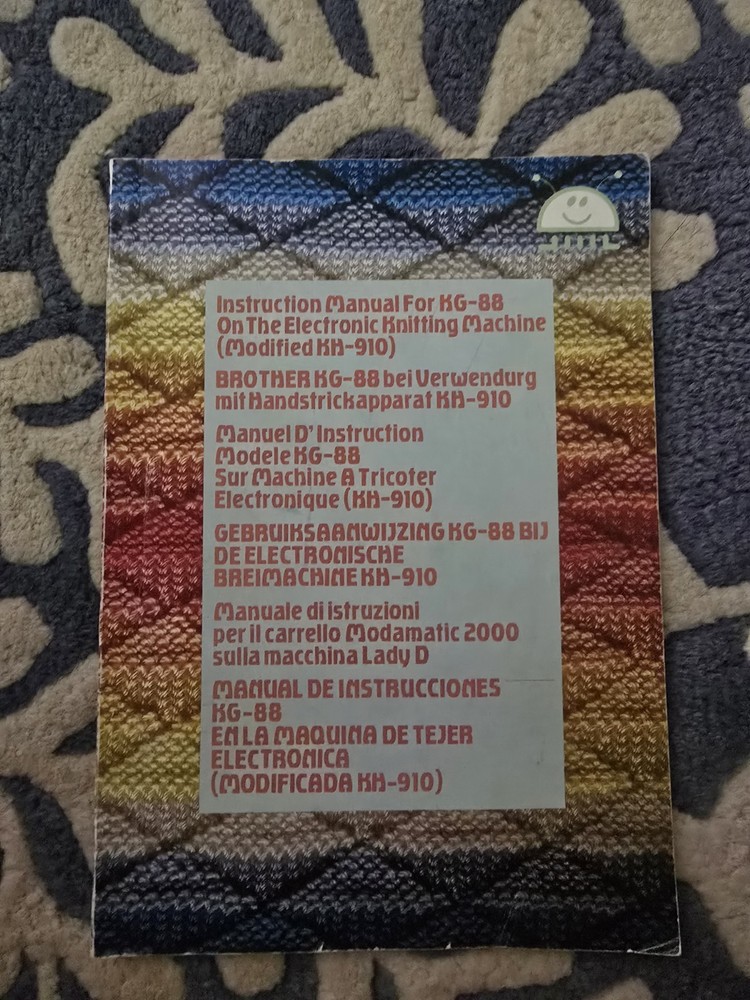 Instruction Manual For KG-88
On The Electronic Knitting Machine
(Modified KH-910)
BROTHER KG-88 bei Verwendurg
mit Handstrickapparat KH-910
Manuel D' Instruction
Modele KG-88
Sur Machine A Tricoter
Electronique (KH-910)
GEBRUIKSAANWIJZING KG-88 BIJ
DE ELECTRONISCHE
BREIMACHINE KH-910
Manuale di istruzioni
per il carrello Modamatic 2000
sulla macchina Lady D
MANUAL DE INSTRUCCIONES
KG-88
EN LA MAQUINA DE TEJER
ELECTRONICA
(MODIFICADA KH-910)